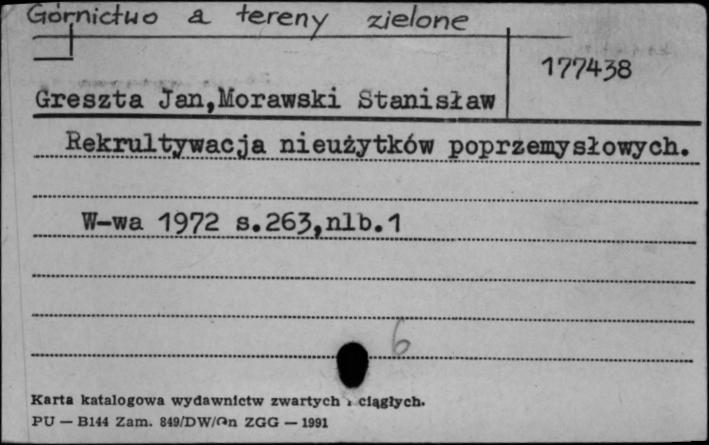 Górnictwo a tereny zielone
177438
Greszta Jan,Morawski Stanisław
Rekrultywacja nieużytków poprzemysłowych.
W-wa 1972 s.263,nlb.1
6
Karta katalogowa wydawnictw zwartych i ciągłych.
PU — B144 Zam. 849/DW/On ZGG — 1991